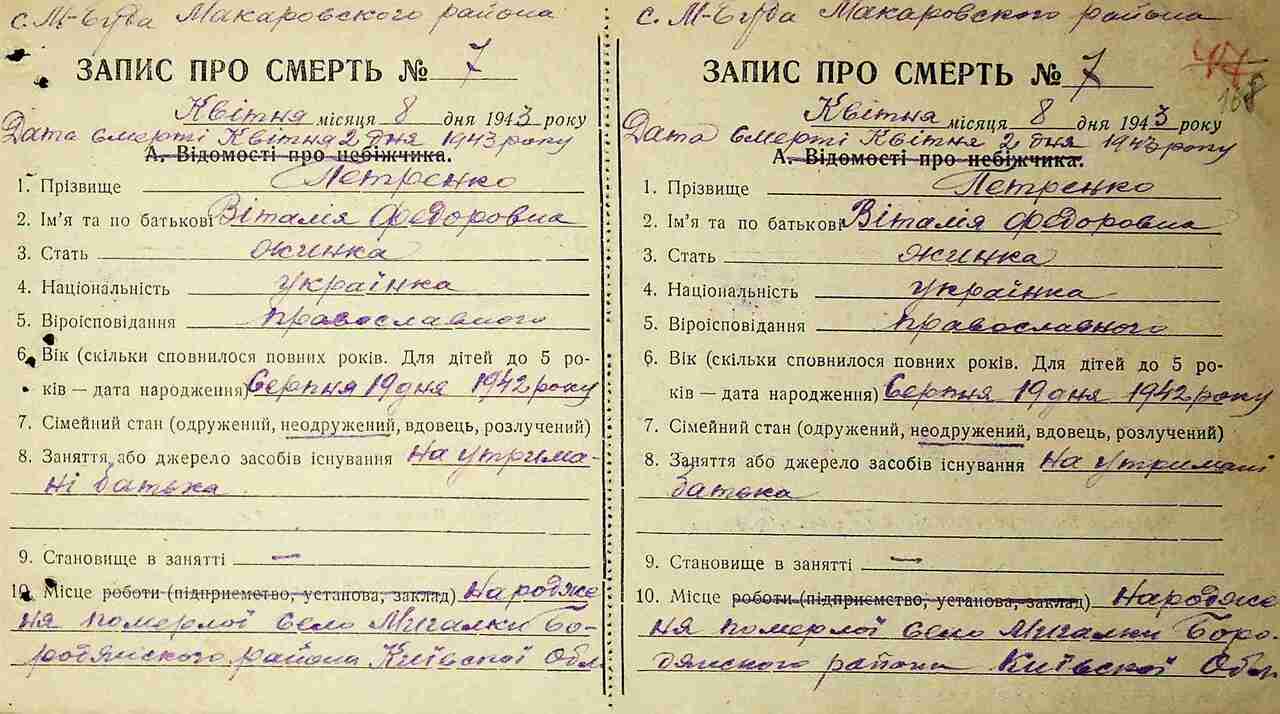 с. М-Буда Макаровского района
ЗАПИС ПРО СМЕРТЬ № 7
Квітня місяця 8 дня 1943 року
Дата смерті Квітня 2 дня 1943 року
А. Відомості про небіжчика.
1. Прізвище Петренко
2. Ім'я та по батькові Віталія Федоровна
3. Стать жинка
4. Національність українка
5. Віроісповідання православного
6. Вік (скільки сповнилося повних років. Для дітей до 5 ро-
ків — дата народження) Серпня 19 дня 1942 року
7. Сімейний стан (одружений, неодружений, вдовець, розлучений)
8. Заняття або джерело засобів існування На утрима-
ні батька
9. Становище в занятті —
10. Місце роботи (підприємство, установа, заклад) Народже
ня померлої Село Мигалки Бо-
родянского района Київскої Обл
с. М-Буда Макаровского района
47
168
ЗАПИС ПРО СМЕРТЬ № 7
Квітня місяця 8 дня 1943 року
Дата смерті Квітня 2 дня 1943 року
А. Відомості про небіжчика.
1. Прізвище Петренко
2. Ім'я та по батькові Віталія Федоровна
3. Стать жинка
4. Національність українка
5. Віроісповідання православного
6. Вік (скільки сповнилося повних років. Для дітей до 5 ро-
ків — дата народження) Серпня 19 дня 1942 року
7. Сімейний стан (одружений, неодружений, вдовець, розлучений)
8. Заняття або джерело засобів існування На утримані
батька
9. Становище в занятті —
10. Місце роботи (підприємство, установа, заклад) Народже
ня померлої Село Мигалки Боро
дянского района Київскої Обл